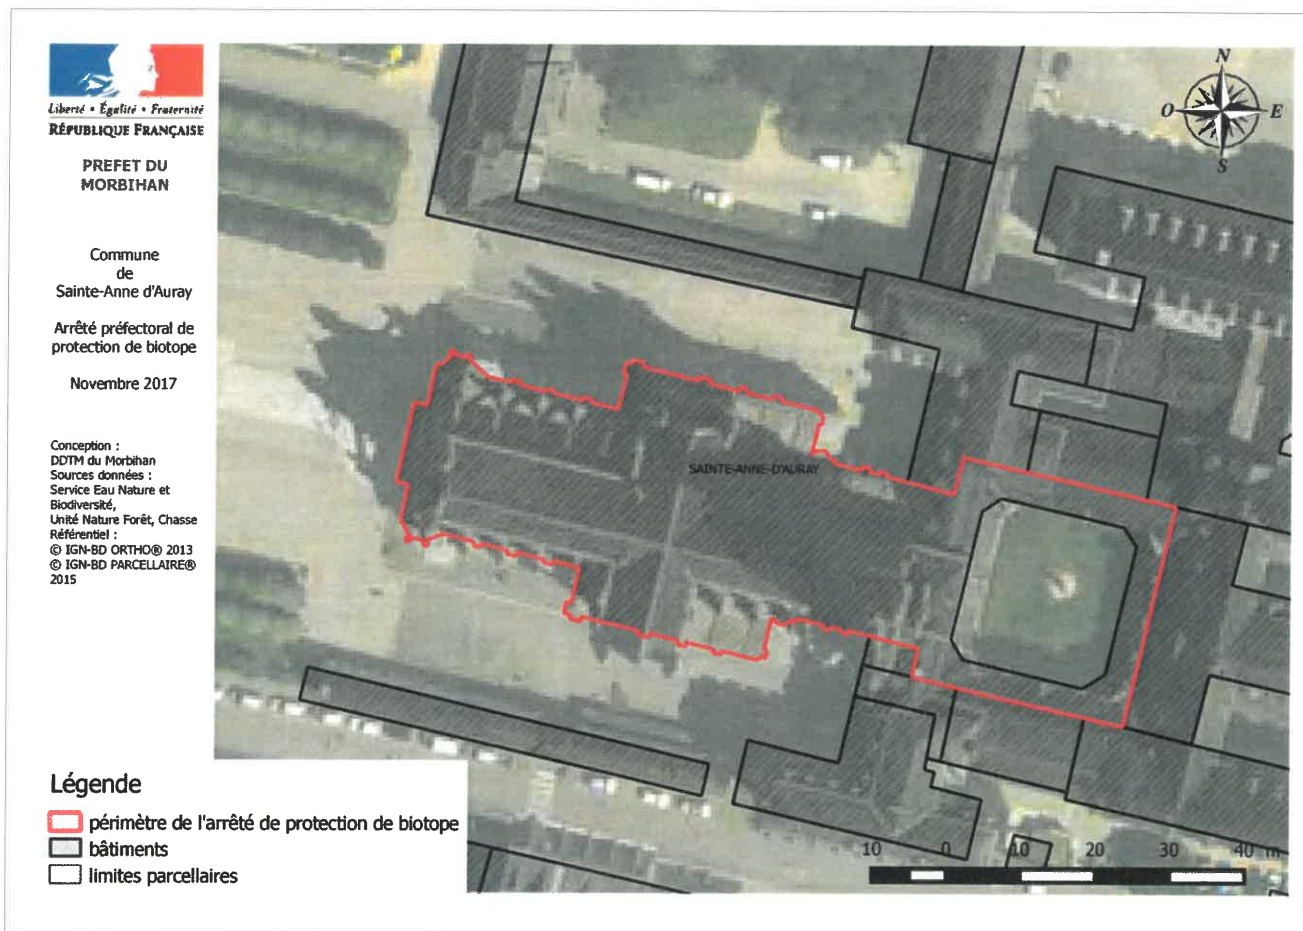 Liberté • Égalité • Fraternité
RÉPUBLIQUE FRANÇAISE
PREFET DU
MORBIHAN
Commune
de
Sainte-Anne d'Auray
Arrêté préfectoral de
protection de biotope
Novembre 2017
Conception :
DDTM du Morbihan
Sources données :
Service Eau Nature et
Biodiversité,
Unité Nature Forêt, Chasse
Référentiel :
© IGN-BD ORTHO® 2013
© IGN-BD PARCELLAIRE®
2015
N
O E
S
SAINTE-ANNE-D'AURAY
Légende
périmètre de l'arrêté de protection de biotope
bâtiments
limites parcellaires
10 0 10 20 30 40 m